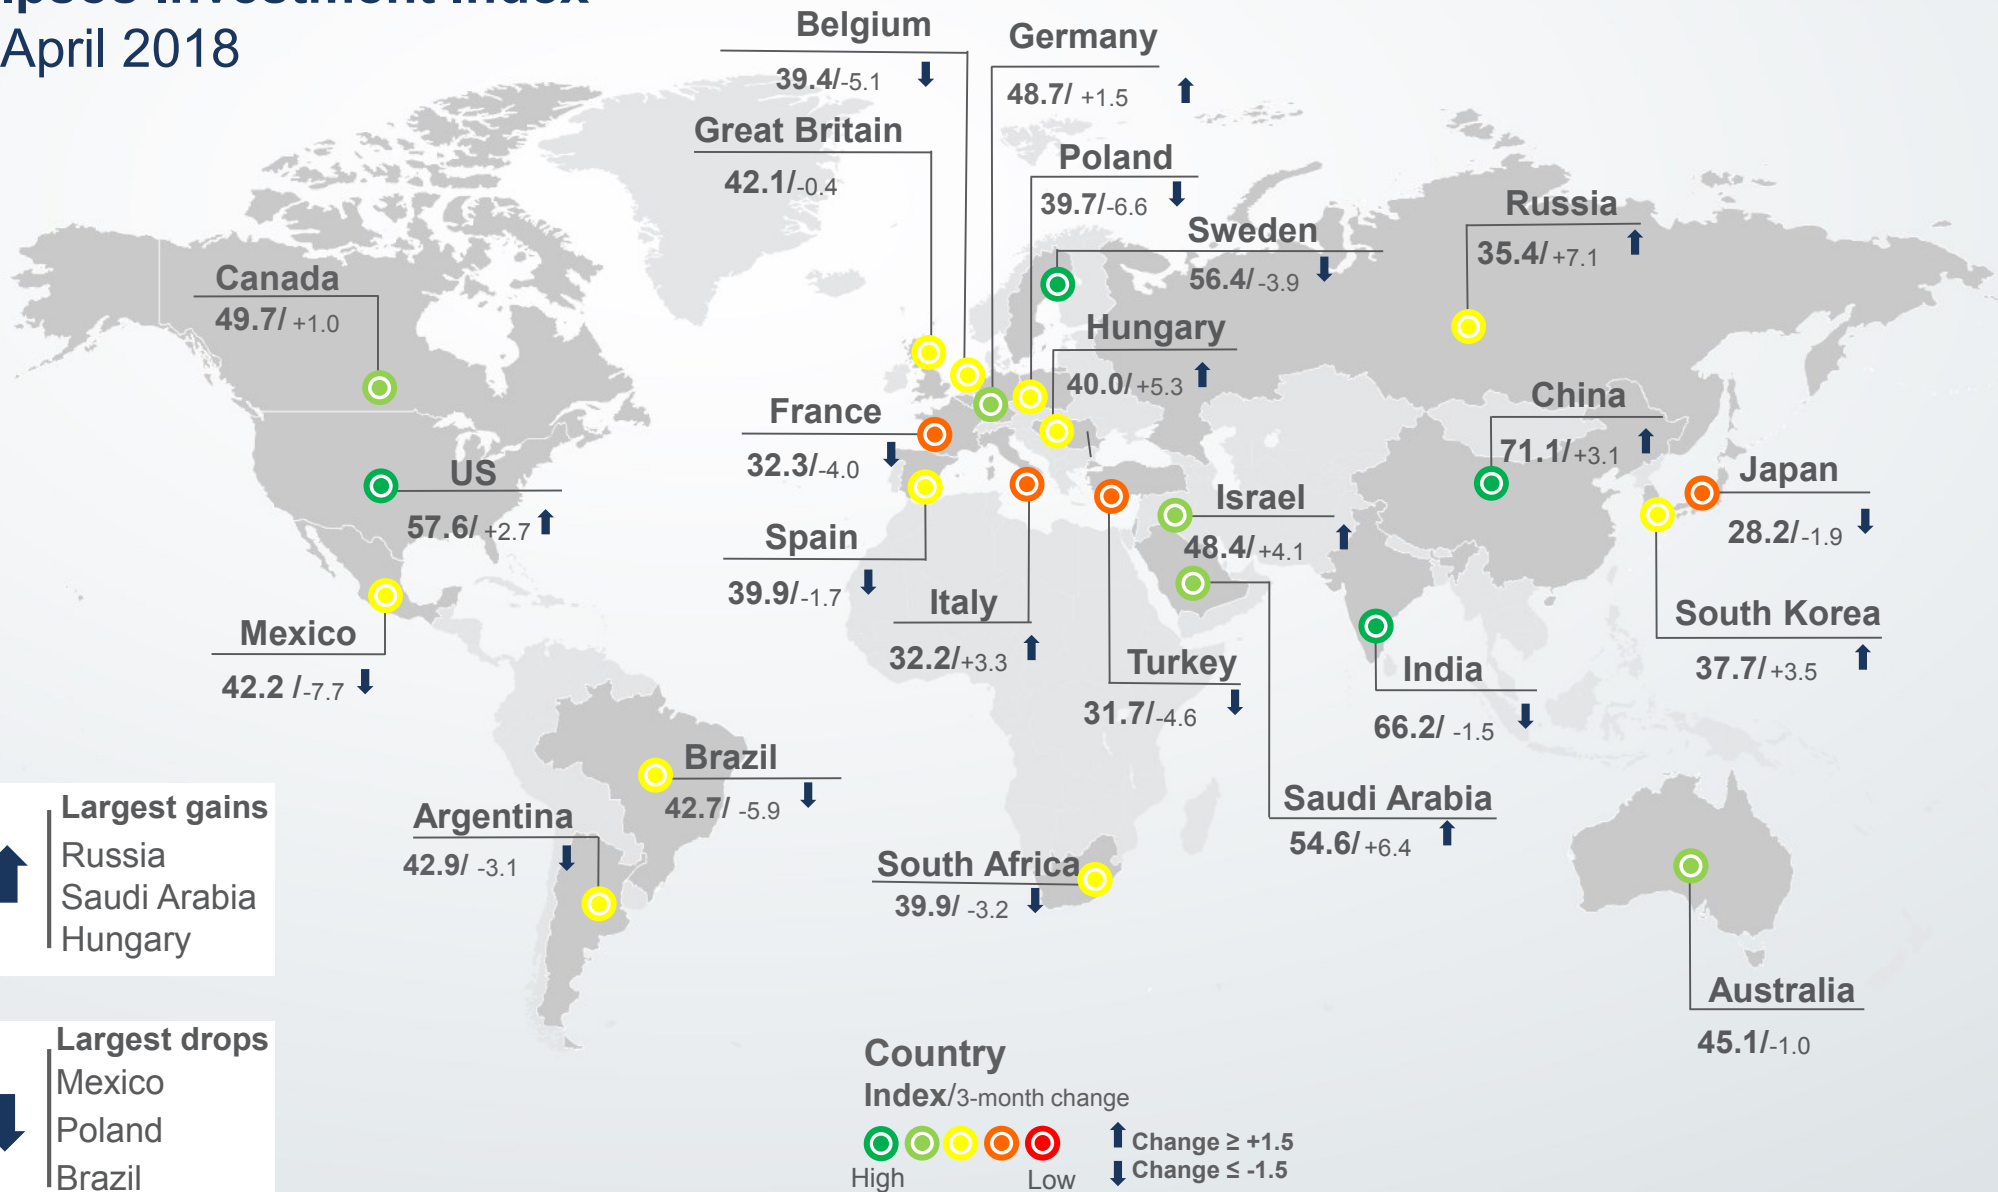 Ipsos Investment Index
April 2018
Belgium
39.4/-5.1
Germany
48.7/ +1.5
Great Britain
42.1/-0.4
Poland
39.7/-6.6
Sweden
56.4/ -3.9
Russia
35.4/ +7.1
Canada
49.7/ +1.0
Hungary
40.0/+5.3
China
71.1/+3.1
France
32.3/-4.0
US
57.6/ +2.7
Japan
28.2/-1.9
Israel
48.4/+4.1
Spain
39.9/-1.7
Italy
32.2/+3.3
South Korea
37.7/+3.5
Mexico
42.2 /-7.7
Turkey
31.7/-4.6
India
66.2/ -1.5
Brazil
42.7/ -5.9
Saudi Arabia
54.6/+6.4
Argentina
42.9/ -3.1
South Africa
39.9/ -3.2
Australia
45.1/-1.0
Largest gains
Russia
Saudi Arabia
Hungary
Largest drops
Mexico
Poland
Brazil
Country
Index/3-month change
High
Low
Change ≥ +1.5
Change ≤ -1.5